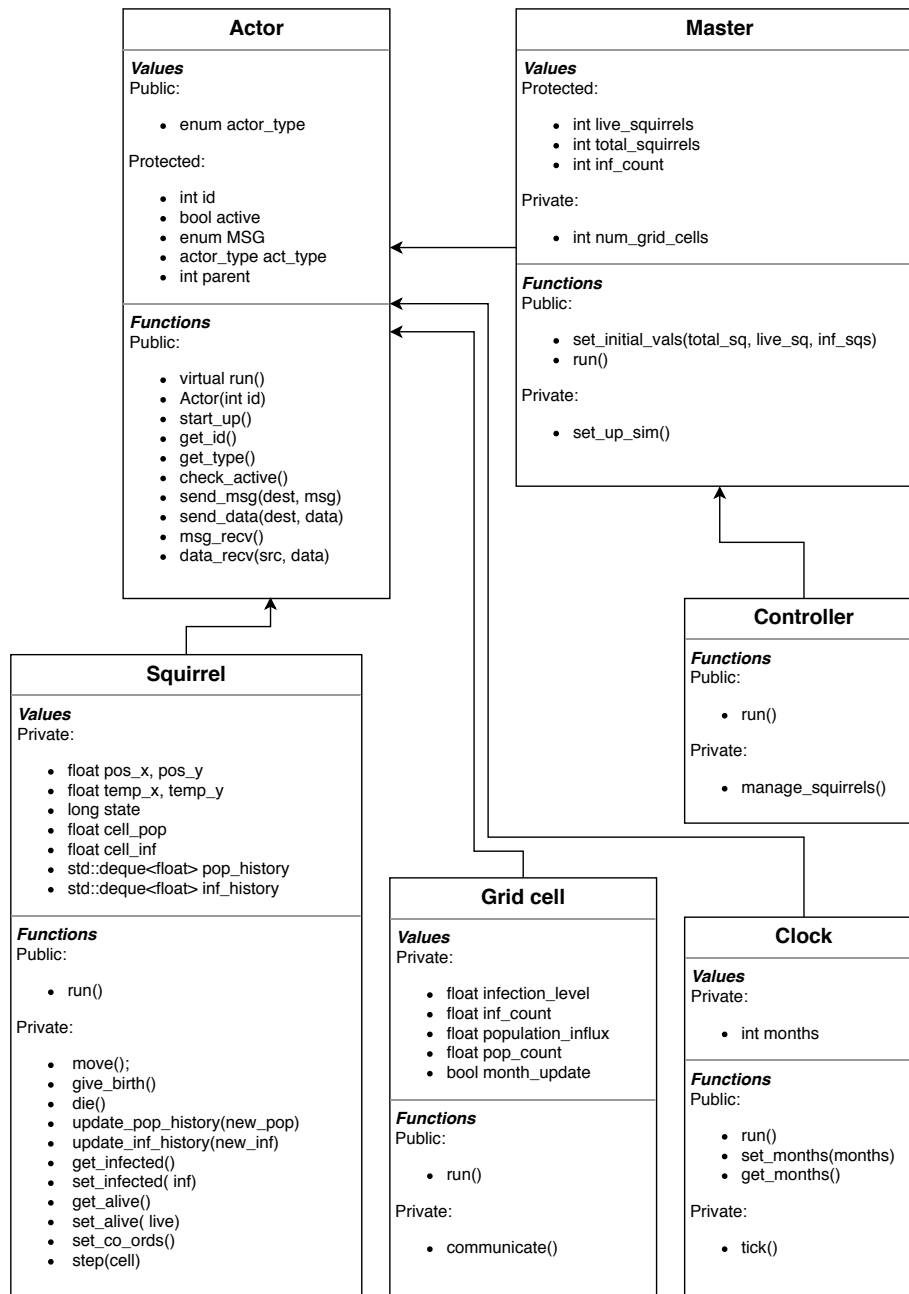 Actor
Values
Public:
• enum actor_type
Protected:
• int id
• bool active
• enum MSG
• actor_type act_type
• int parent
Functions
Public:
• virtual run()
• Actor(int id)
• start_up()
• get_id()
• get_type()
• check_active()
• send_msg(dest, msg)
• send_data(dest, data)
• msg_recv()
• data_recv(src, data)
Master
Values
Protected:
• int live_squirrels
• int total_squirrels
• int inf_count
Private:
• int num_grid_cells
Functions
Public:
• set_initial_vals(total_sq, live_sq, inf_sqs)
• run()
Private:
• set_up_sim()
Controller
Functions
Public:
• run()
Private:
• manage_squirrels()
Squirrel
Values
Private:
• float pos_x, pos_y
• float temp_x, temp_y
• long state
• float cell_pop
• float cell_inf
• std::deque<float> pop_history
• std::deque<float> inf_history
Functions
Public:
• run()
Private:
• move();
• give_birth()
• die()
• update_pop_history(new_pop)
• update_inf_history(new_inf)
• get_infected()
• set_infected( inf)
• get_alive()
• set_alive( live)
• set_co_ords()
• step(cell)
Grid cell
Values
Private:
• float infection_level
• float inf_count
• float population_influx
• float pop_count
• bool month_update
Functions
Public:
• run()
Private:
• communicate()
Clock
Values
Private:
• int months
Functions
Public:
• run()
• set_months(months)
• get_months()
Private:
• tick()